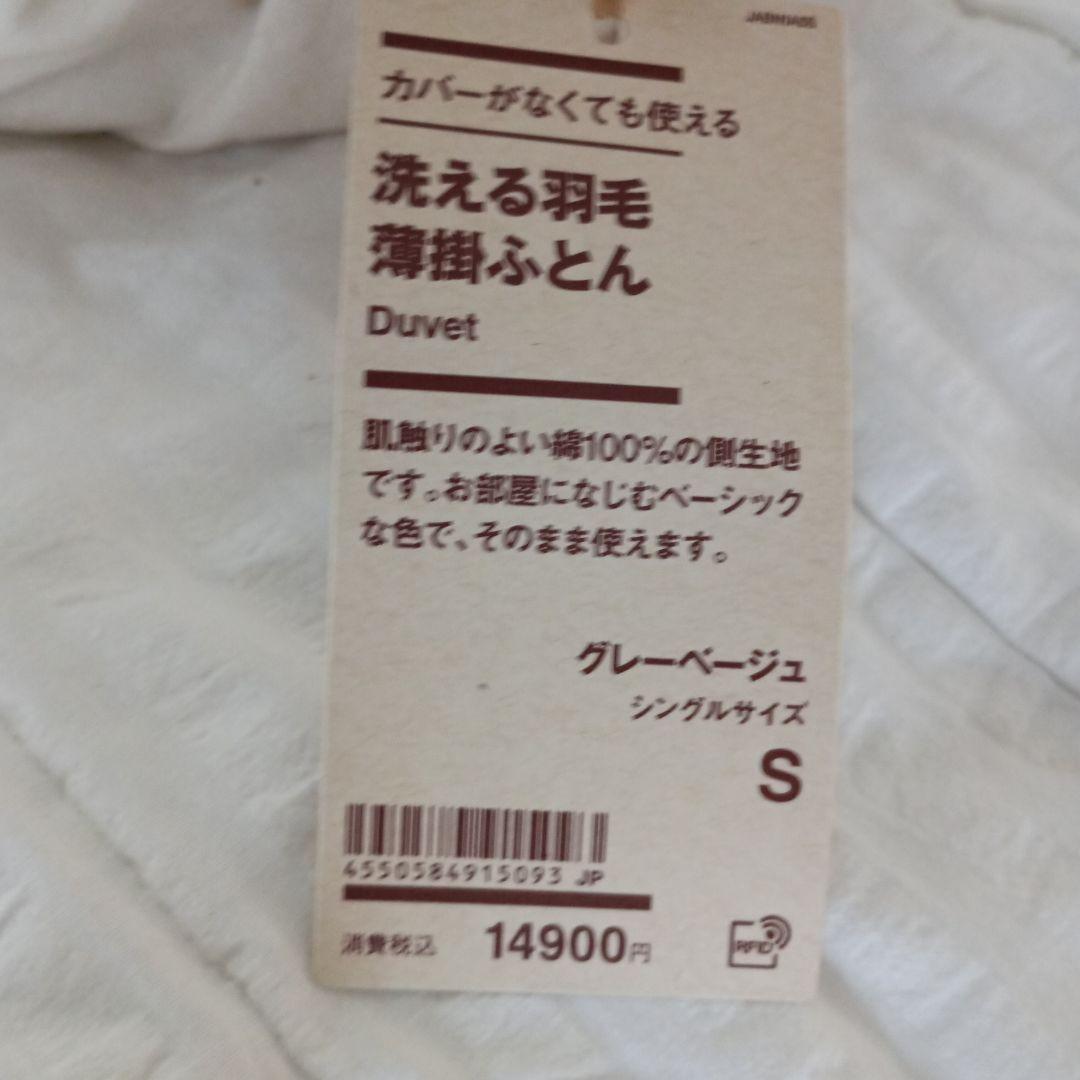 カバーがなくても使える
洗える羽毛
薄掛ふとん
Duvet
肌触りのよい綿100%の側生地
です。お部屋になじむベーシック
な色で、そのまま使えます。
グレーベージュ
シングルサイズ
S
4550584915093 JP
消費税込 14900円
RFID